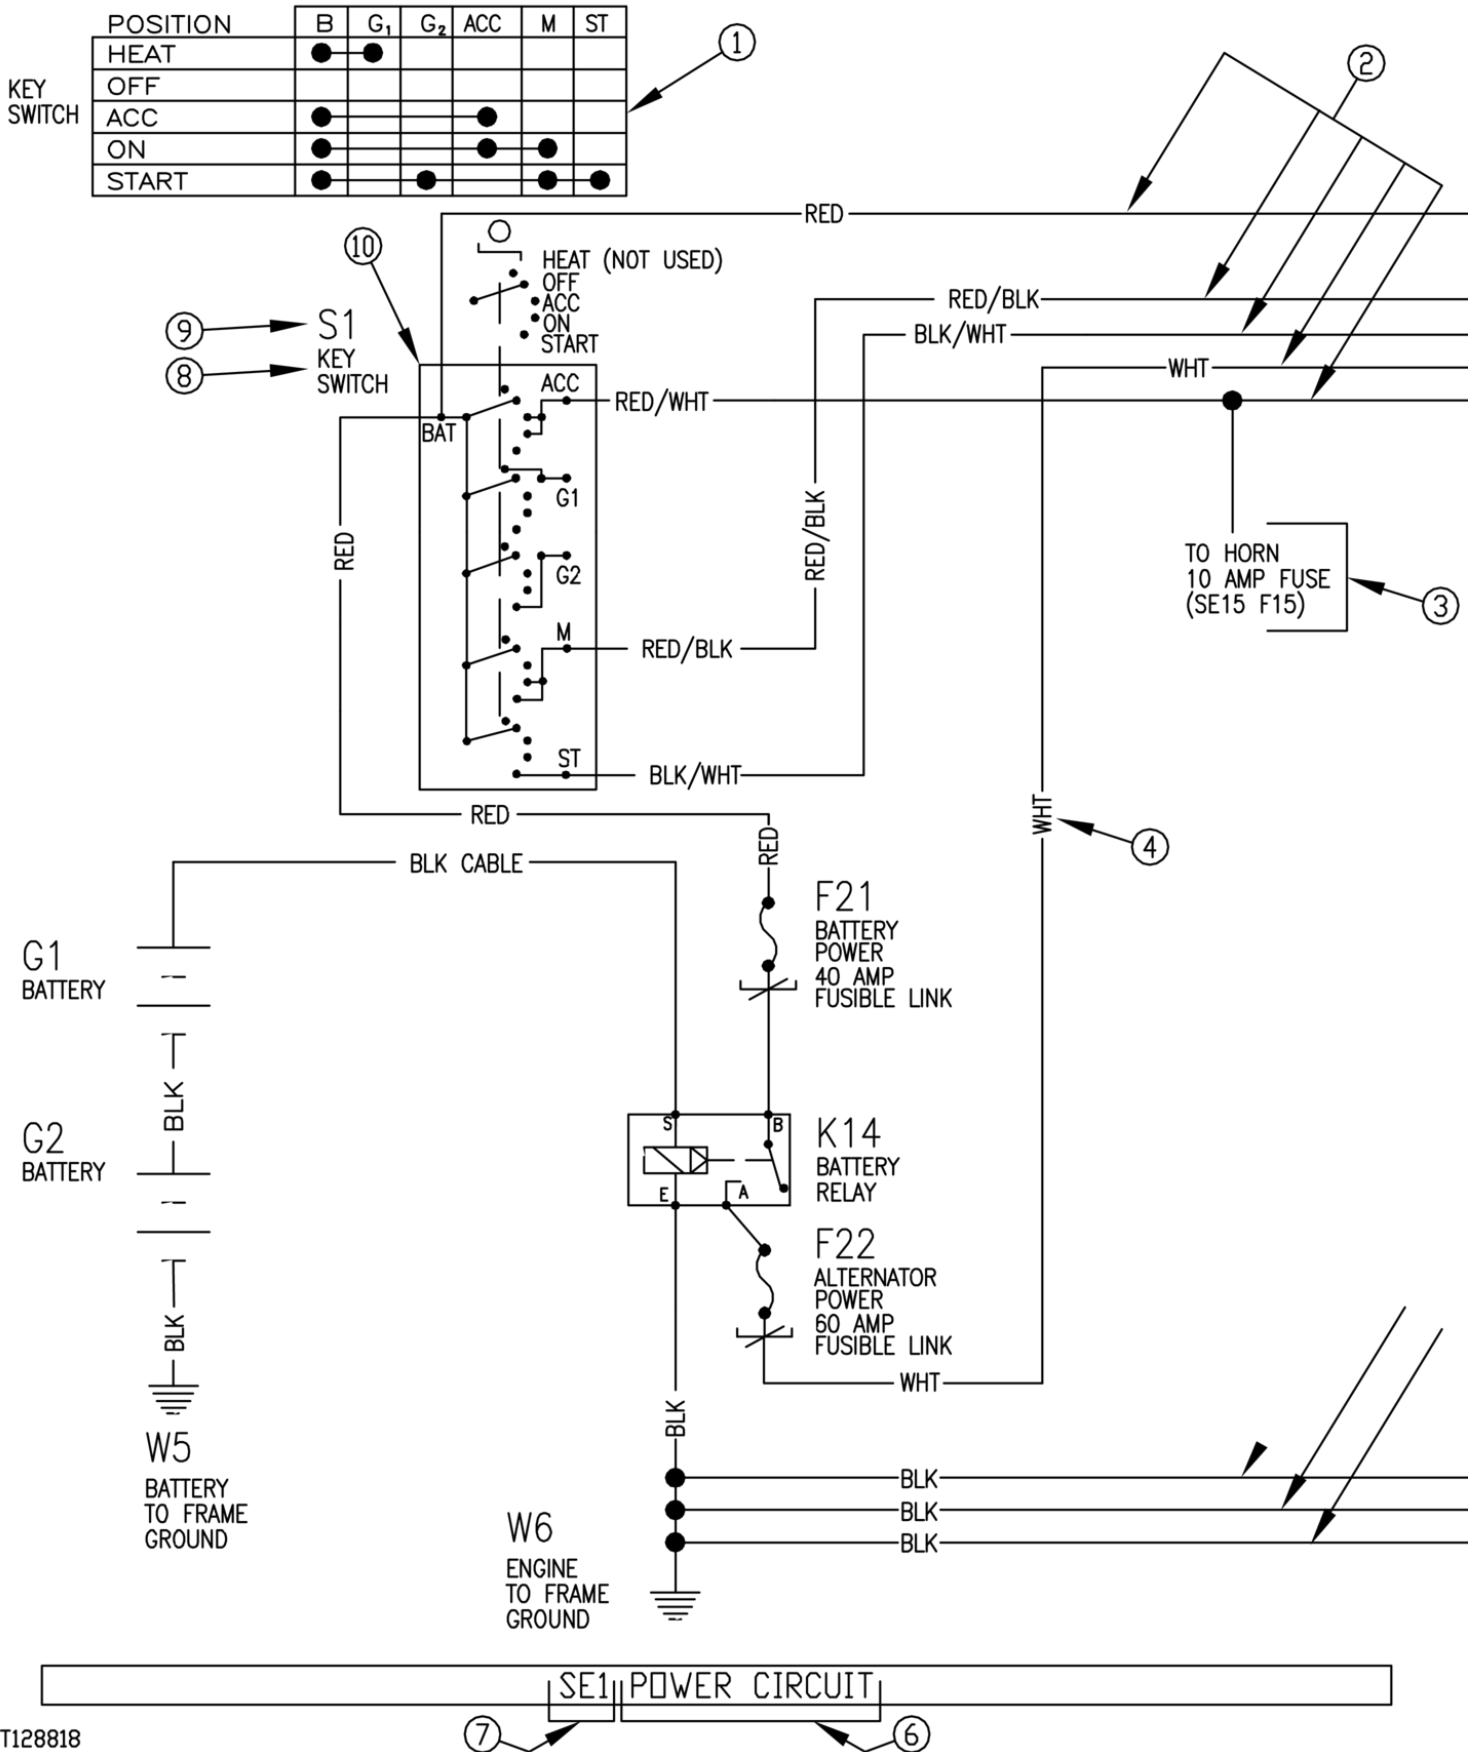 POSITION B G₁ G₂ ACC M ST
HEAT
KEY
SWITCH
OFF
ACC
ON
START
1
2
RED
10
HEAT (NOT USED)
OFF
ACC
ON
START
9
S1
8
KEY
SWITCH
RED/BLK
BLK/WHT
WHT
ACC
RED/WHT
BAT
G1
RED
RED/BLK
G2
TO HORN
10 AMP FUSE
(SE15 F15)
3
M
RED/BLK
ST
BLK/WHT
RED
RED
WHT
4
BLK CABLE
F21
BATTERY
POWER
40 AMP
FUSIBLE LINK
G1
BATTERY
BLK
G2
BATTERY
S
B
E
A
K14
BATTERY
RELAY
F22
ALTERNATOR
POWER
60 AMP
FUSIBLE LINK
BLK
WHT
BLK
W5
BATTERY
TO FRAME
GROUND
BLK
BLK
BLK
W6
ENGINE
TO FRAME
GROUND
SE1 POWER CIRCUIT
7
6
T128818